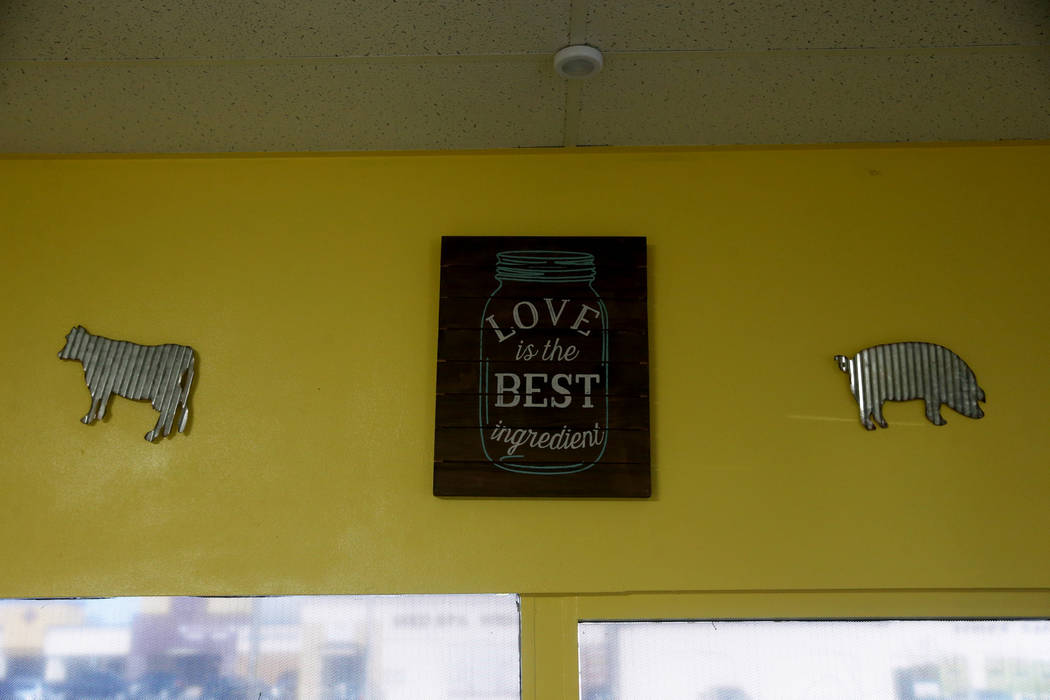 LOVE
is the
BEST
ingredient